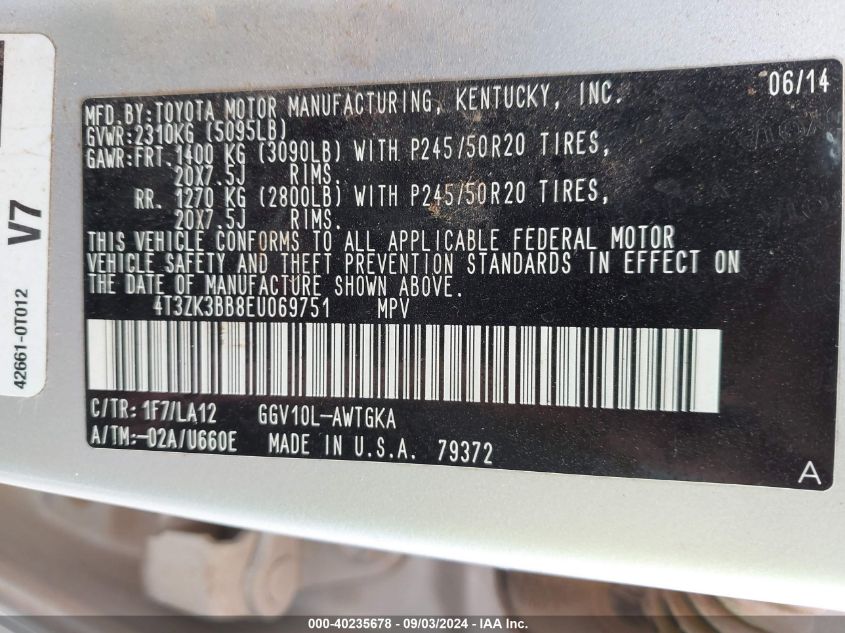 06/14
MFD.BY:TOYOTA MOTOR MANUFACTURING, KENTUCKY, INC.
GVWR:2310KG (5095LB)
GAWR:FRT. 1400 KG (3090LB) WITH P245/50R20 TIRES,
20X7.5J RIMS.
RR. 1270 KG (2800LB) WITH P245/50R20 TIRES,
20X7.5J RIMS.
THIS VEHICLE CONFORMS TO ALL APPLICABLE FEDERAL MOTOR
VEHICLE SAFETY AND THEFT PREVENTION STANDARDS IN EFFECT ON
THE DATE OF MANUFACTURE SHOWN ABOVE.
4T3ZK3BB8EU069751 MPV
C/TR: 1F7/LA12 GGV10L-AWTGKA
A/TM:-02A/U660E MADE IN U.S.A. 79372
A
V7
42661-0T012
000-40235678 - 09/03/2024 - IAA Inc.